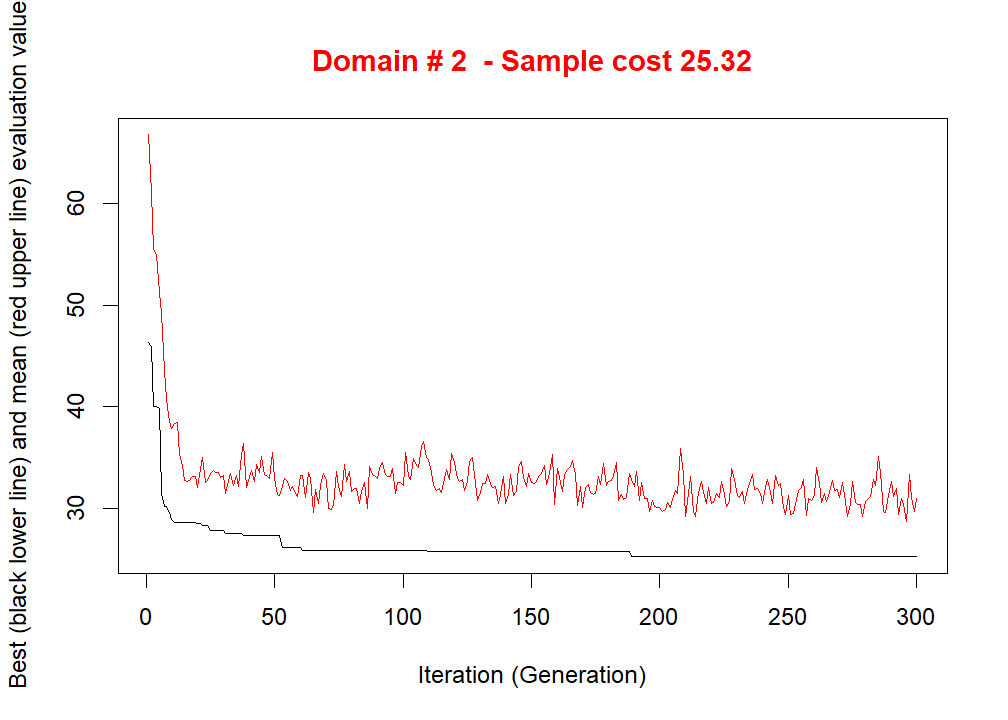 Domain # 2  - Sample cost 25.32
Best (black lower line) and mean (red upper line) evaluation value
60
50
40
30
0 50 100 150 200 250 300
Iteration (Generation)